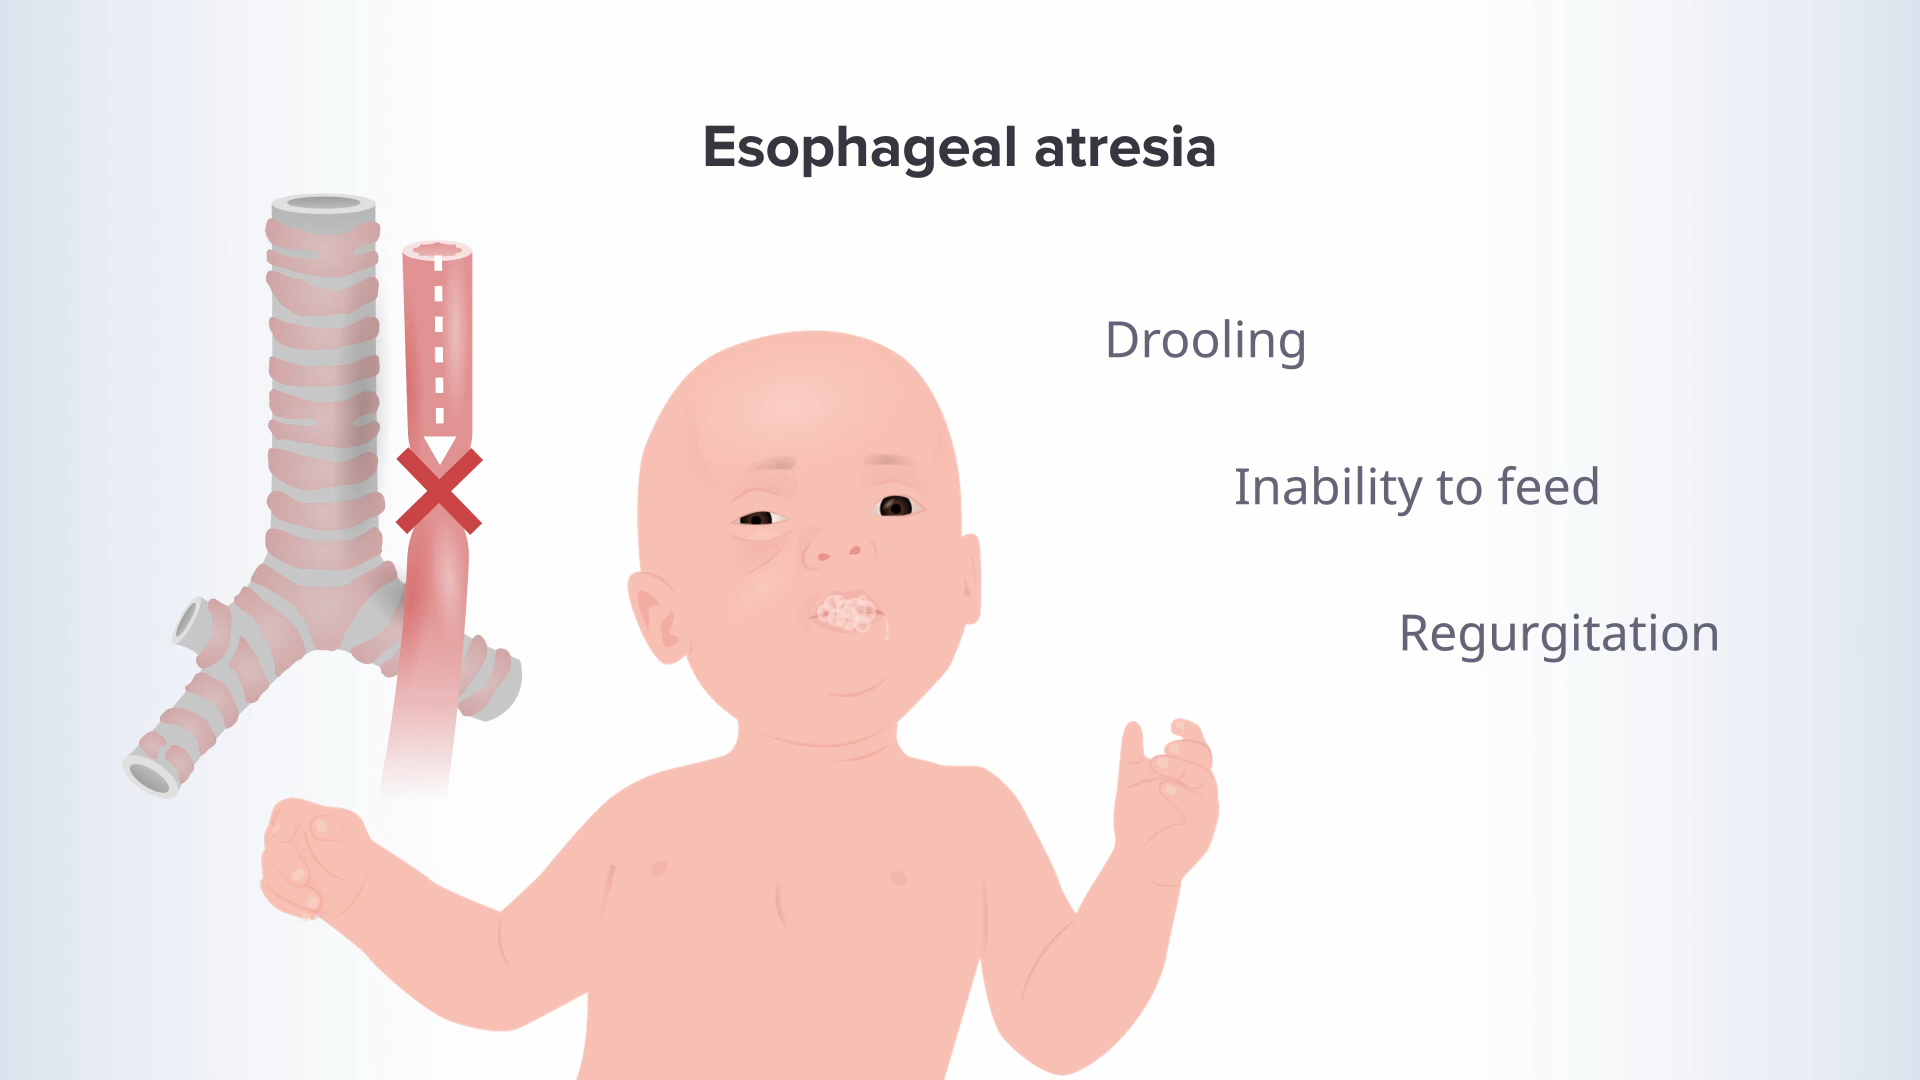 Esophageal atresia
Drooling
Inability to feed
Regurgitation